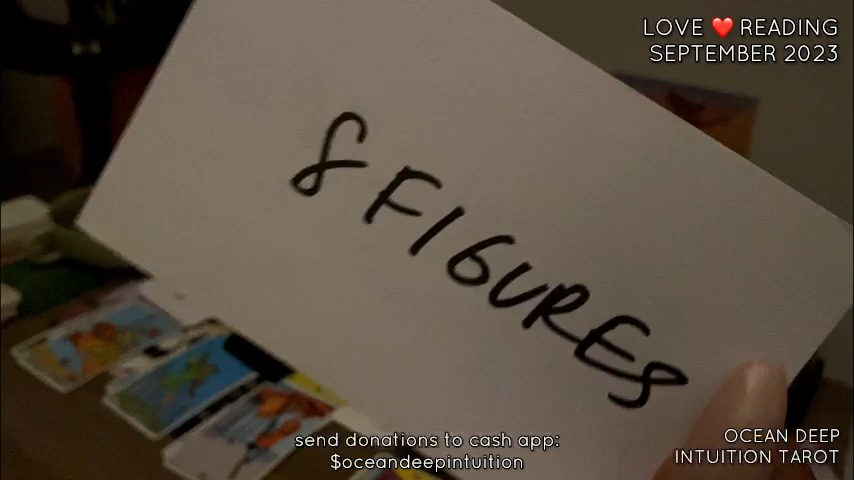 LOVE ❤️ READING
SEPTEMBER 2023
8 FIGURES
send donations to cash app:
$oceandeepintuition
OCEAN DEEP
INTUITION TAROT